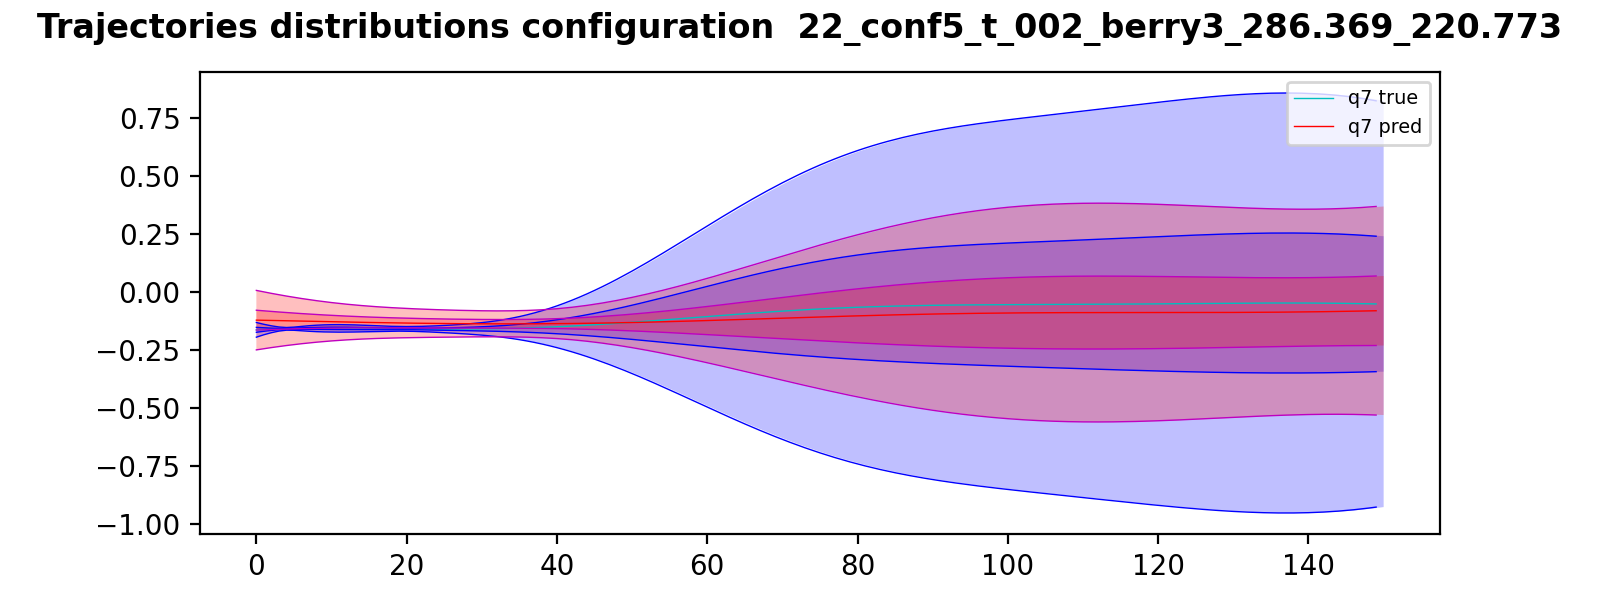 Trajectories distributions configuration  22_conf5_t_002_berry3_286.369_220.773
q7 true
q7 pred
0.75
0.50
0.25
0.00
−0.25
−0.50
−0.75
−1.00
0 20 40 60 80 100 120 140